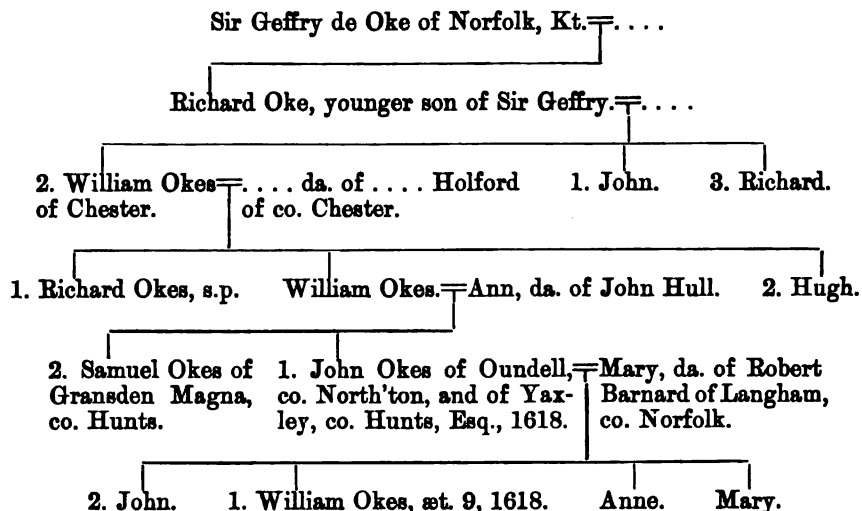 Sir Geffry de Oke of Norfolk, Kt.=....
Richard Oke, younger son of Sir Geffry.=....
2. William Okes=.... da. of .... Holford 1. John. 3. Richard.
of Chester. of co. Chester.
1. Richard Okes, s.p. William Okes.=Ann, da. of John Hull. 2. Hugh.
2. Samuel Okes of 1. John Okes of Oundell,=Mary, da. of Robert
Gransden Magna, co. North'ton, and of Yax- Barnard of Langham,
co. Hunts. ley, co. Hunts, Esq., 1618. co. Norfolk.
2. John. 1. William Okes, æt. 9, 1618. Anne. Mary.